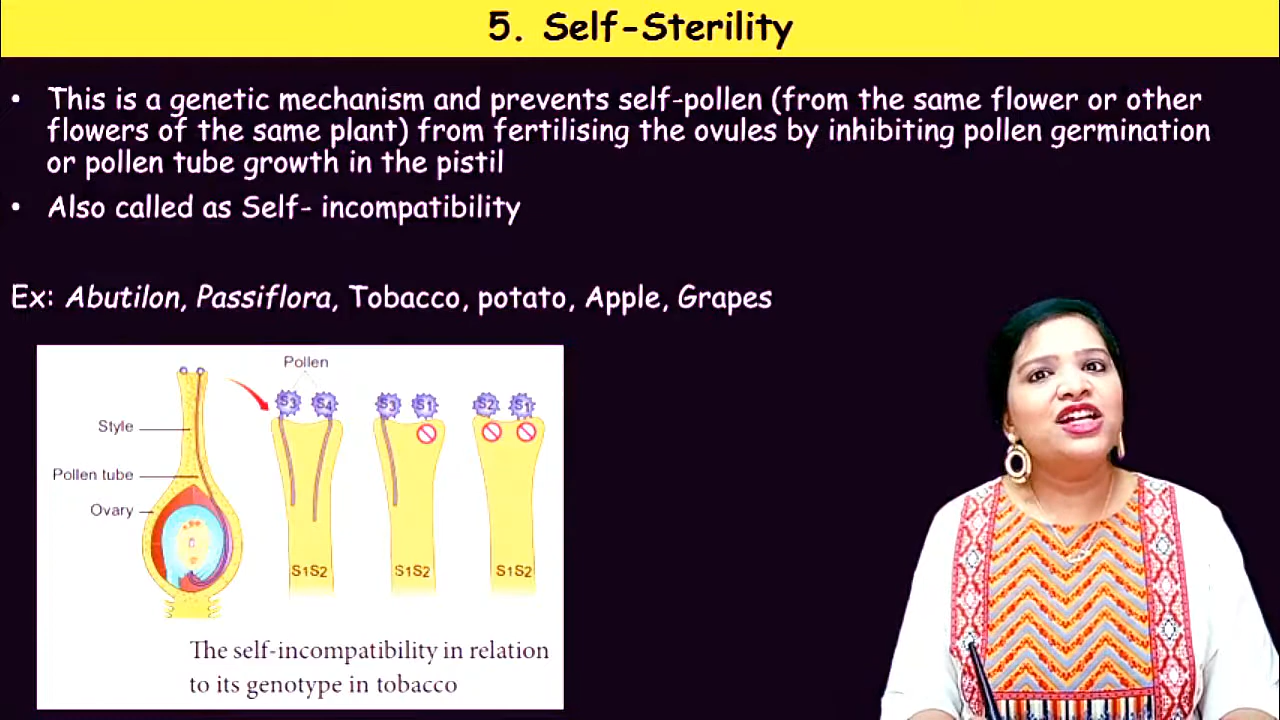 5. Self-Sterility
• This is a genetic mechanism and prevents self-pollen (from the same flower or other
flowers of the same plant) from fertilising the ovules by inhibiting pollen germination
or pollen tube growth in the pistil
• Also called as Self- incompatibility
Ex: Abutilon, Passiflora, Tobacco, potato, Apple, Grapes
Pollen
S3 S4 S3 S1 S2 S1
Style
Pollen tube
Ovary
S1S2 S1S2 S1S2
The self-incompatibility in relation
to its genotype in tobacco